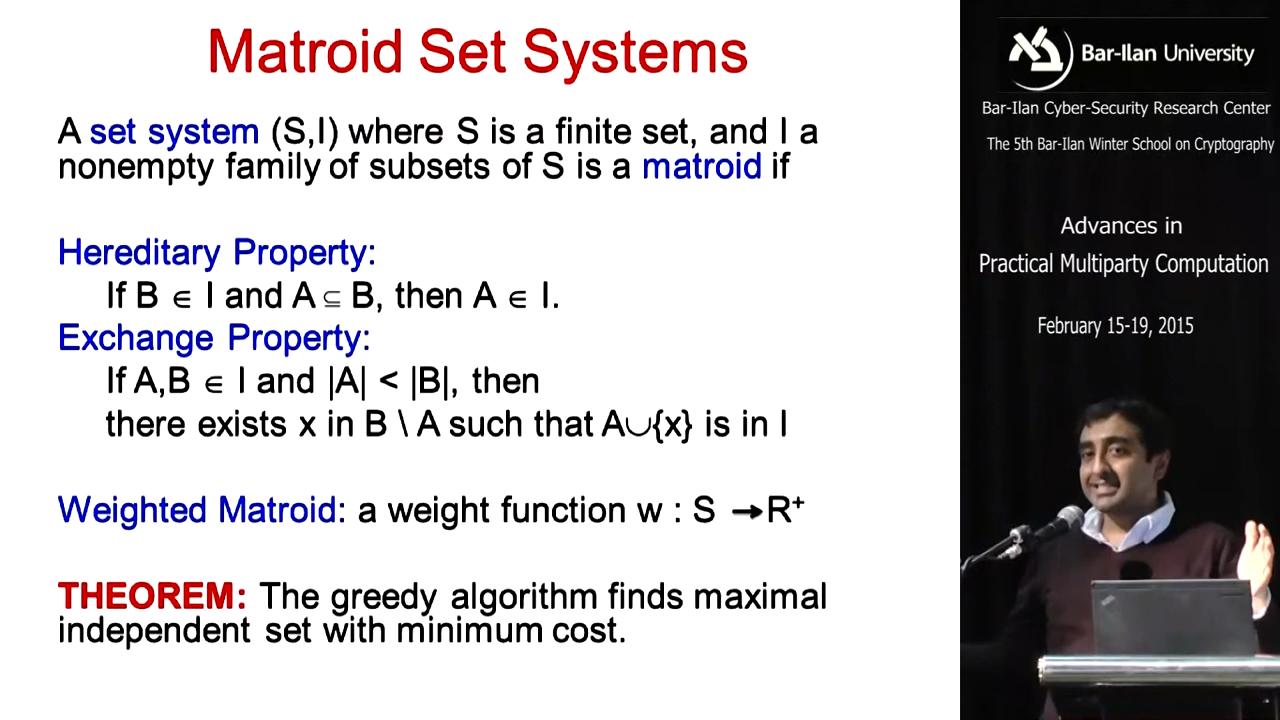 Matroid Set Systems
A set system (S,I) where S is a finite set, and I a
nonempty family of subsets of S is a matroid if
Hereditary Property:
If B ∈ I and A ⊆ B, then A ∈ I.
Exchange Property:
If A,B ∈ I and |A| < |B|, then
there exists x in B \ A such that A∪{x} is in I
Weighted Matroid: a weight function w : S →R⁺
THEOREM: The greedy algorithm finds maximal
independent set with minimum cost.
Bar-Ilan University
Bar-Ilan Cyber-Security Research Center
The 5th Bar-Ilan Winter School on Cryptography
Advances in
Practical Multiparty Computation
February 15-19, 2015